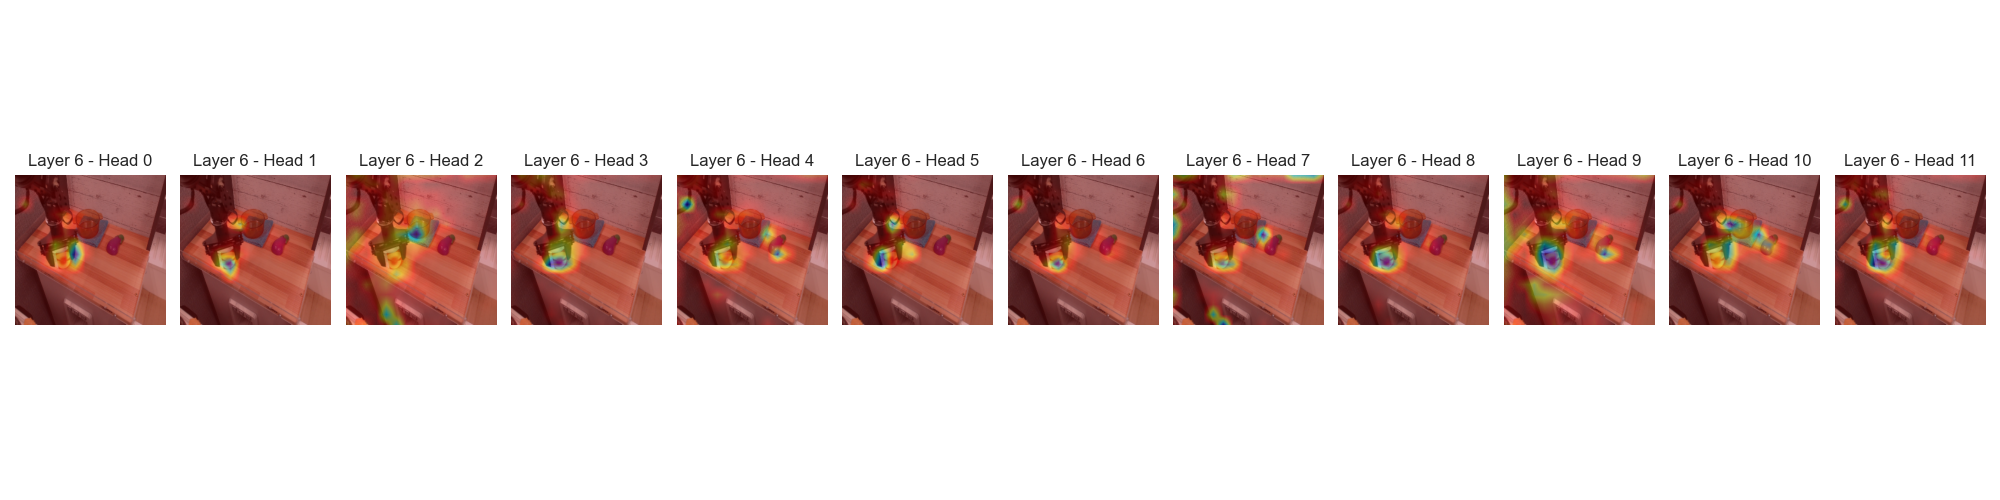 Layer 6 - Head 0
Layer 6 - Head 1
Layer 6 - Head 2
Layer 6 - Head 3
Layer 6 - Head 4
Layer 6 - Head 5
Layer 6 - Head 6
Layer 6 - Head 7
Layer 6 - Head 8
Layer 6 - Head 9
Layer 6 - Head 10
Layer 6 - Head 11